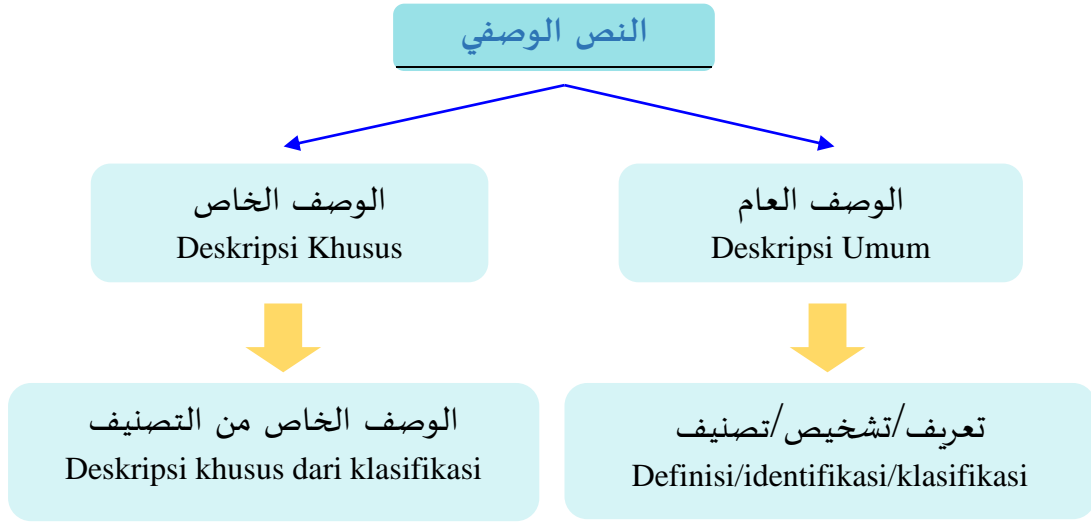 النص الوصفي
الوصف العام
Deskripsi Umum
الوصف الخاص
Deskripsi Khusus
تعريف/تشخيص/تصنيف
Definisi/identifikasi/klasifikasi
الوصف الخاص من التصنيف
Deskripsi khusus dari klasifikasi